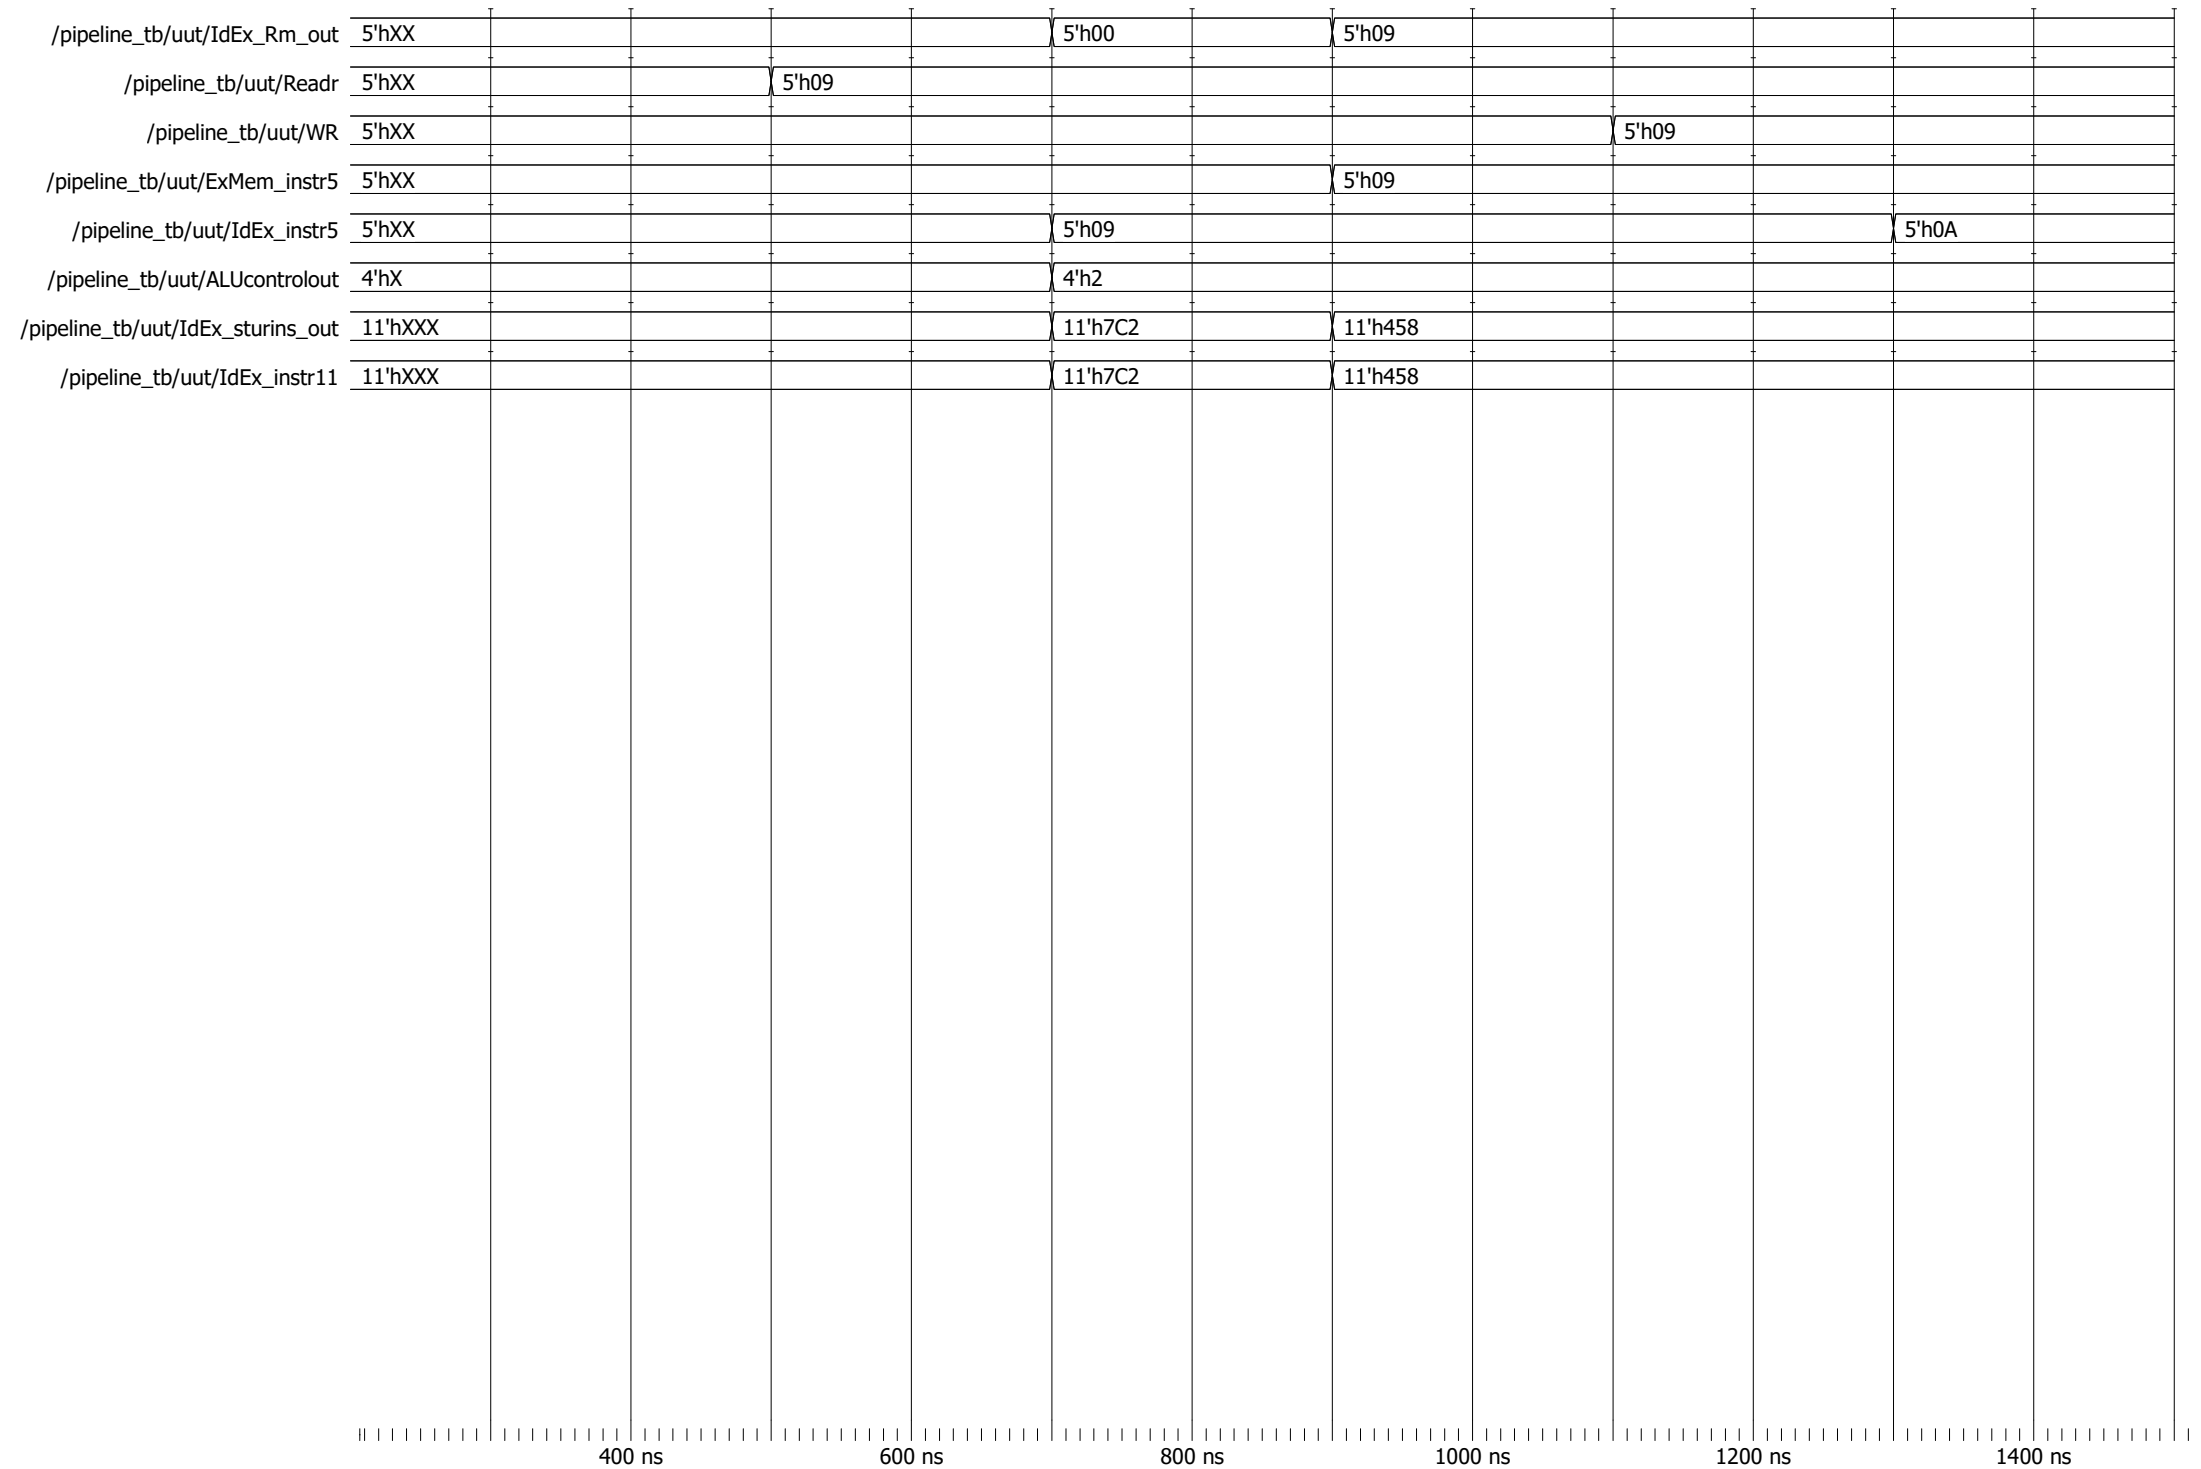 /pipeline_tb/uut/IdEx_Rm_out 5'hXX 5'h00 5'h09
/pipeline_tb/uut/Readr 5'hXX 5'h09
/pipeline_tb/uut/WR 5'hXX 5'h09
/pipeline_tb/uut/ExMem_instr5 5'hXX 5'h09
/pipeline_tb/uut/IdEx_instr5 5'hXX 5'h09 5'h0A
/pipeline_tb/uut/ALUcontrolout 4'hX 4'h2
/pipeline_tb/uut/IdEx_sturins_out 11'hXXX 11'h7C2 11'h458
/pipeline_tb/uut/IdEx_instr11 11'hXXX 11'h7C2 11'h458
400 ns 600 ns 800 ns 1000 ns 1200 ns 1400 ns